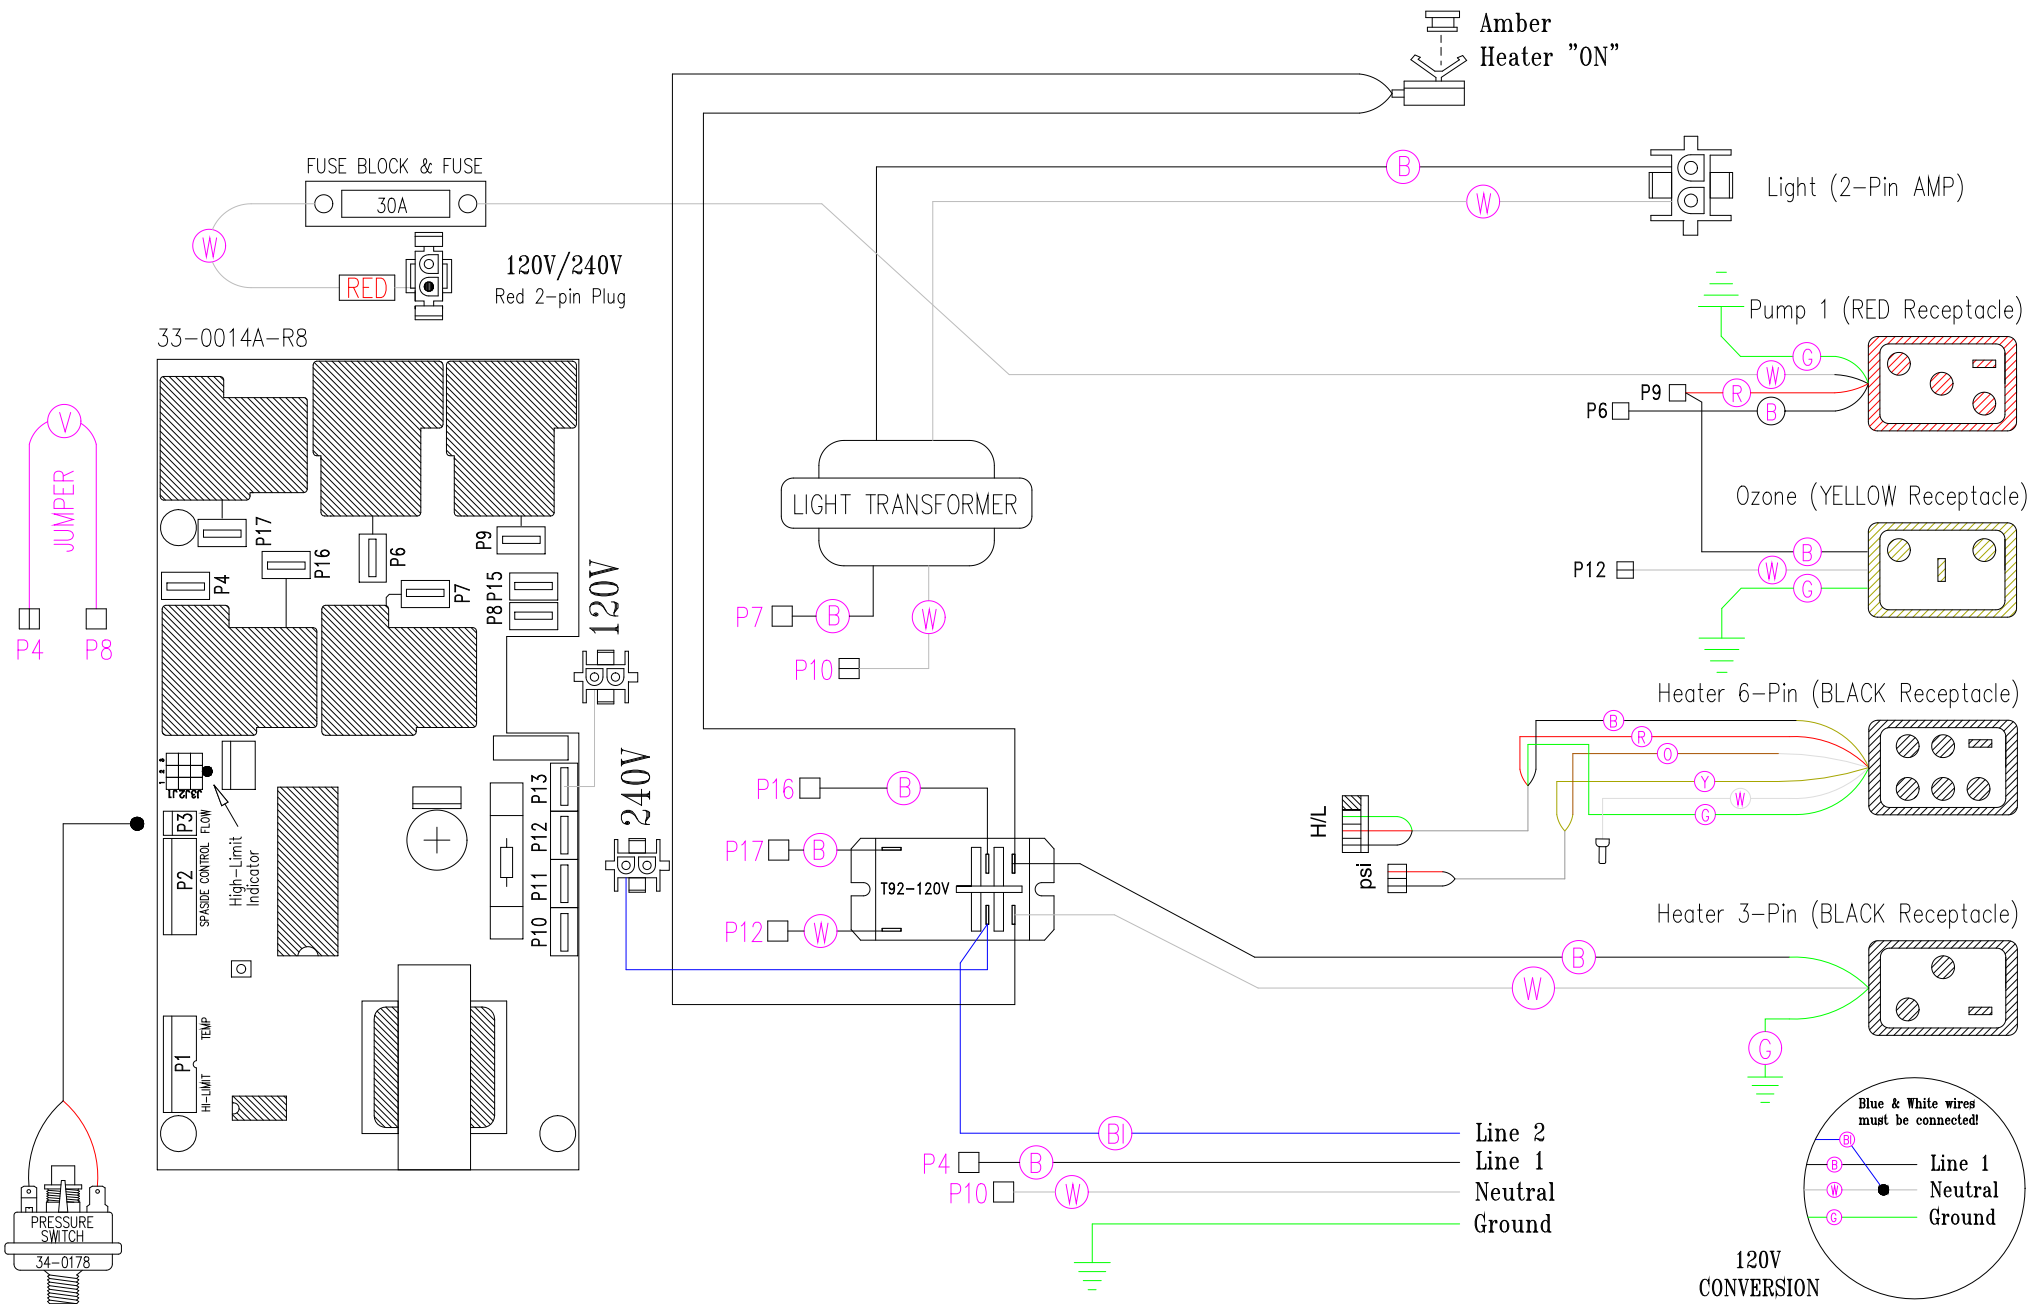 Amber
Heater "ON"
B
W
Light (2-Pin AMP)
FUSE BLOCK & FUSE
30A
W
RED
120V/240V
Red 2-pin Plug
33-0014A-R8
Pump 1 (RED Receptacle)
G
W
P9
R
P6
B
V
JUMPER
P4
P8
P17
P16
P6
P9
P4
P7
P15
P8
120V
LIGHT TRANSFORMER
P7
B
W
P10
Ozone (YELLOW Receptacle)
B
P12
W
G
Heater 6-Pin (BLACK Receptacle)
B
R
O
Y
W
G
H/L
psi
1 2 3
J3J2J1
P3
FLOW
P2
SPASIDE CONTROL
High-Limit
Indicator
P13
P12
P11
P10
240V
P16
B
P17
B
T92-120V
P12
W
Heater 3-Pin (BLACK Receptacle)
B
W
G
P1
TEMP
HI-LIMIT
PRESSURE
SWITCH
34-0178
Bl
Line 2
P4
B
Line 1
P10
W
Neutral
Ground
Blue & White wires
must be connected!
Bl
B
Line 1
W
Neutral
G
Ground
120V
CONVERSION